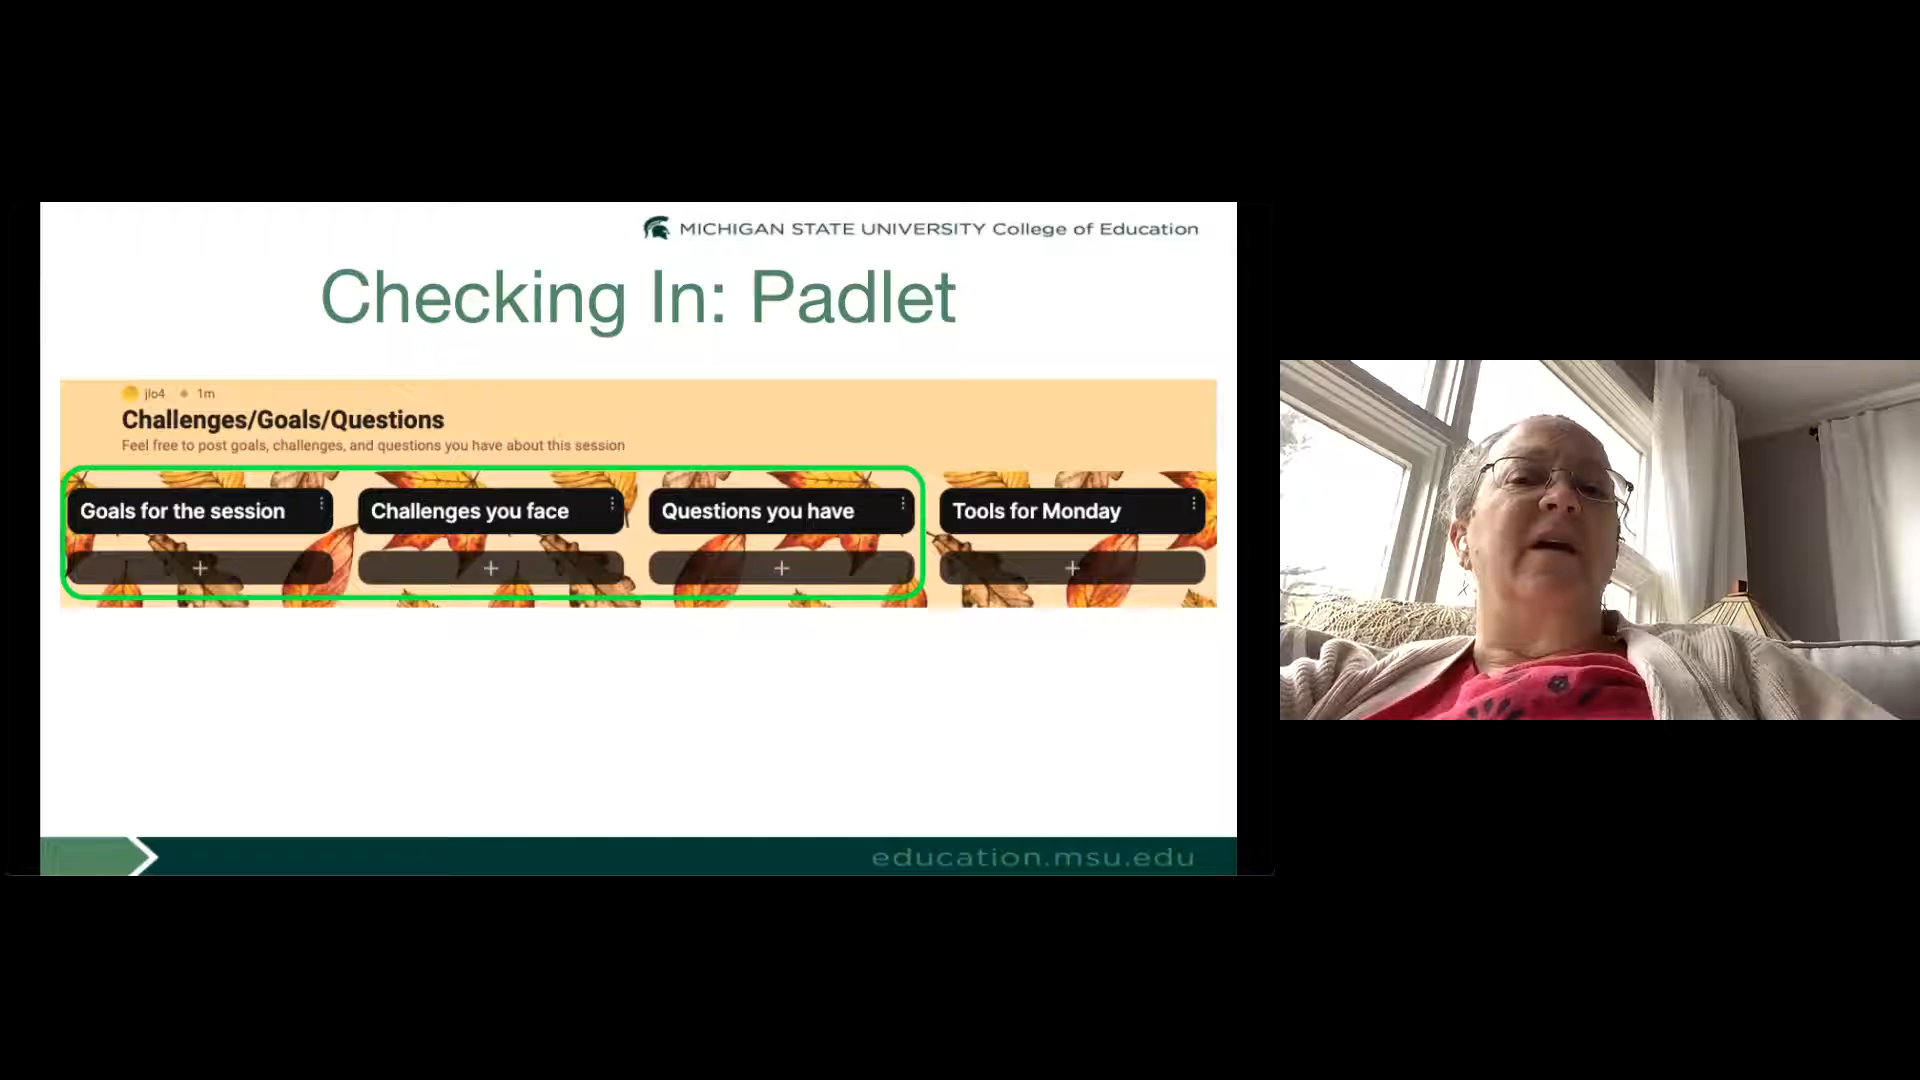 MICHIGAN STATE UNIVERSITY College of Education
Checking In: Padlet
jlo4 1m
Challenges/Goals/Questions
Feel free to post goals, challenges, and questions you have about this session
Goals for the session Challenges you face Questions you have Tools for Monday
+ + + +
education.msu.edu